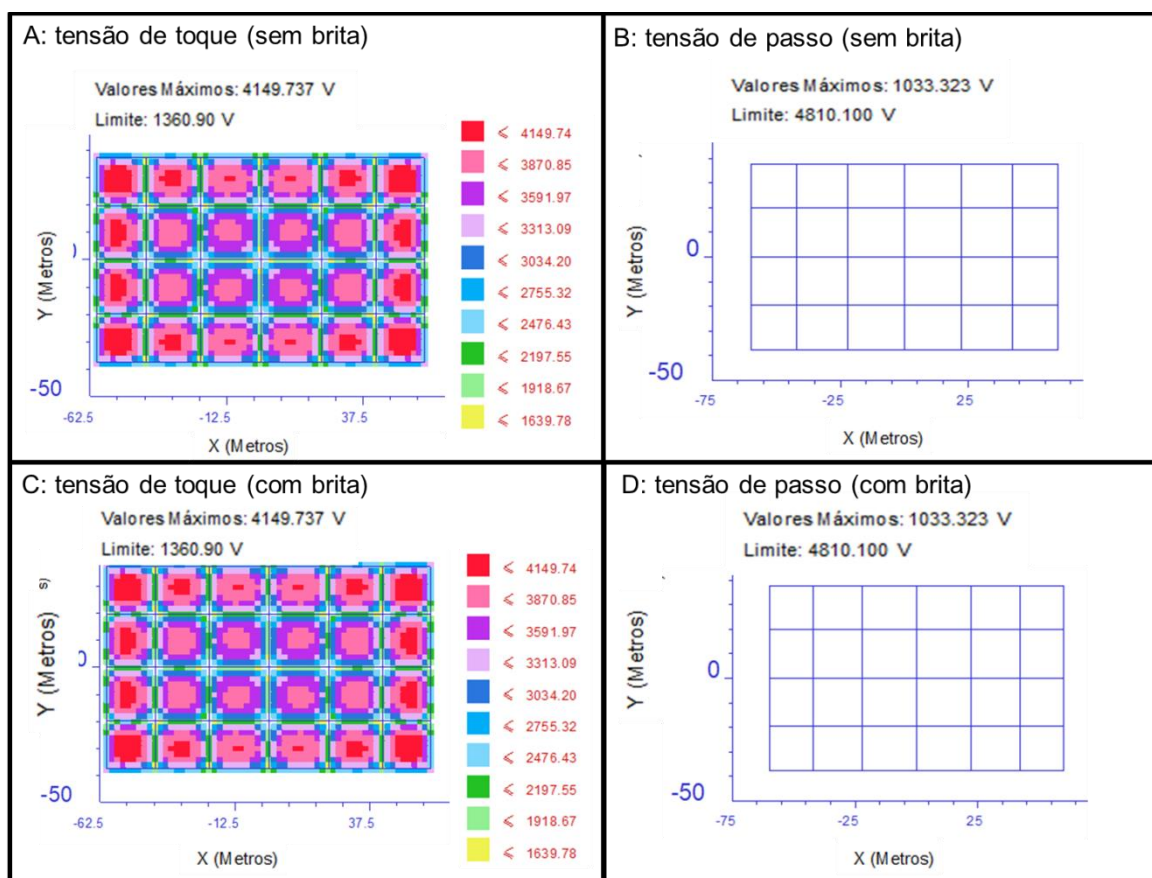 A: tensão de toque (sem brita)
Valores Máximos: 4149.737 V
Limite: 1360.90 V
⩽ 4149.74
⩽ 3870.85
⩽ 3591.97
⩽ 3313.09
⩽ 3034.20
⩽ 2755.32
⩽ 2476.43
⩽ 2197.55
⩽ 1918.67
⩽ 1639.78
Y (Metros)
-50
-62.5
-12.5
37.5
X (Metros)
B: tensão de passo (sem brita)
Valores Máximos: 1033.323 V
Limite: 4810.100 V
Y (Metros)
0
-50
-75
-25
25
X (Metros)
C: tensão de toque (com brita)
Valores Máximos: 4149.737 V
Limite: 1360.90 V
⩽ 4149.74
⩽ 3870.85
⩽ 3591.97
⩽ 3313.09
⩽ 3034.20
⩽ 2755.32
⩽ 2476.43
⩽ 2197.55
⩽ 1918.67
⩽ 1639.78
s)
Y (Metros)
0
-50
-62.5
-12.5
37.5
X (Metros)
D: tensão de passo (com brita)
Valores Máximos: 1033.323 V
Limite: 4810.100 V
Y (Metros)
0
-50
-75
-25
25
X (Metros)